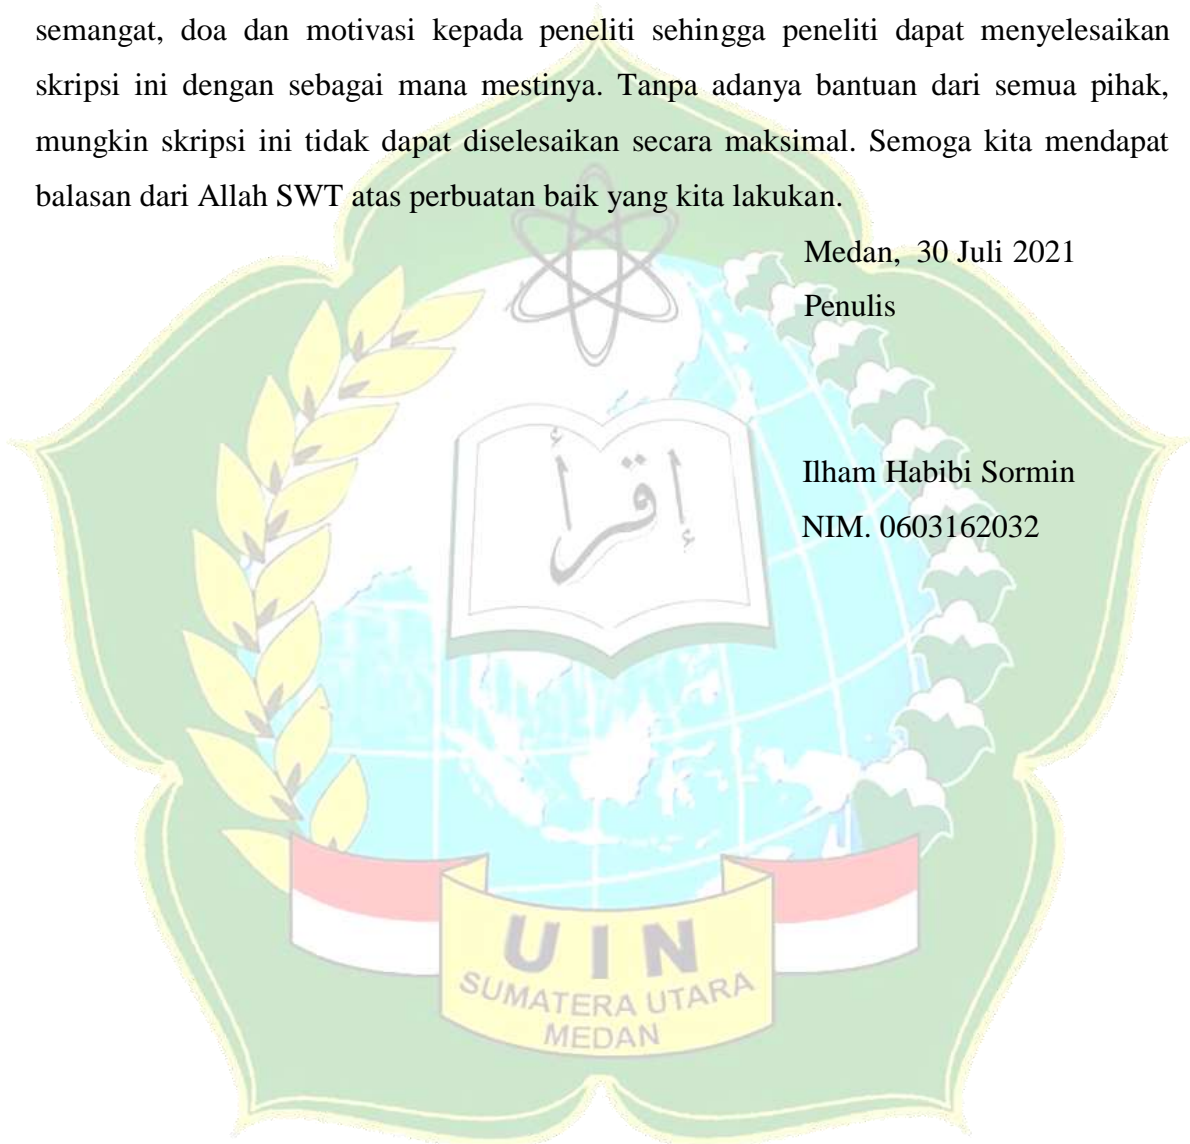 semangat, doa dan motivasi kepada peneliti sehingga peneliti dapat menyelesaikan
skripsi ini dengan sebagai mana mestinya. Tanpa adanya bantuan dari semua pihak,
mungkin skripsi ini tidak dapat diselesaikan secara maksimal. Semoga kita mendapat
balasan dari Allah SWT atas perbuatan baik yang kita lakukan.
Medan, 30 Juli 2021
Penulis
Ilham Habibi Sormin
NIM. 0603162032
إقرأ
UIN
SUMATERA UTARA
MEDAN